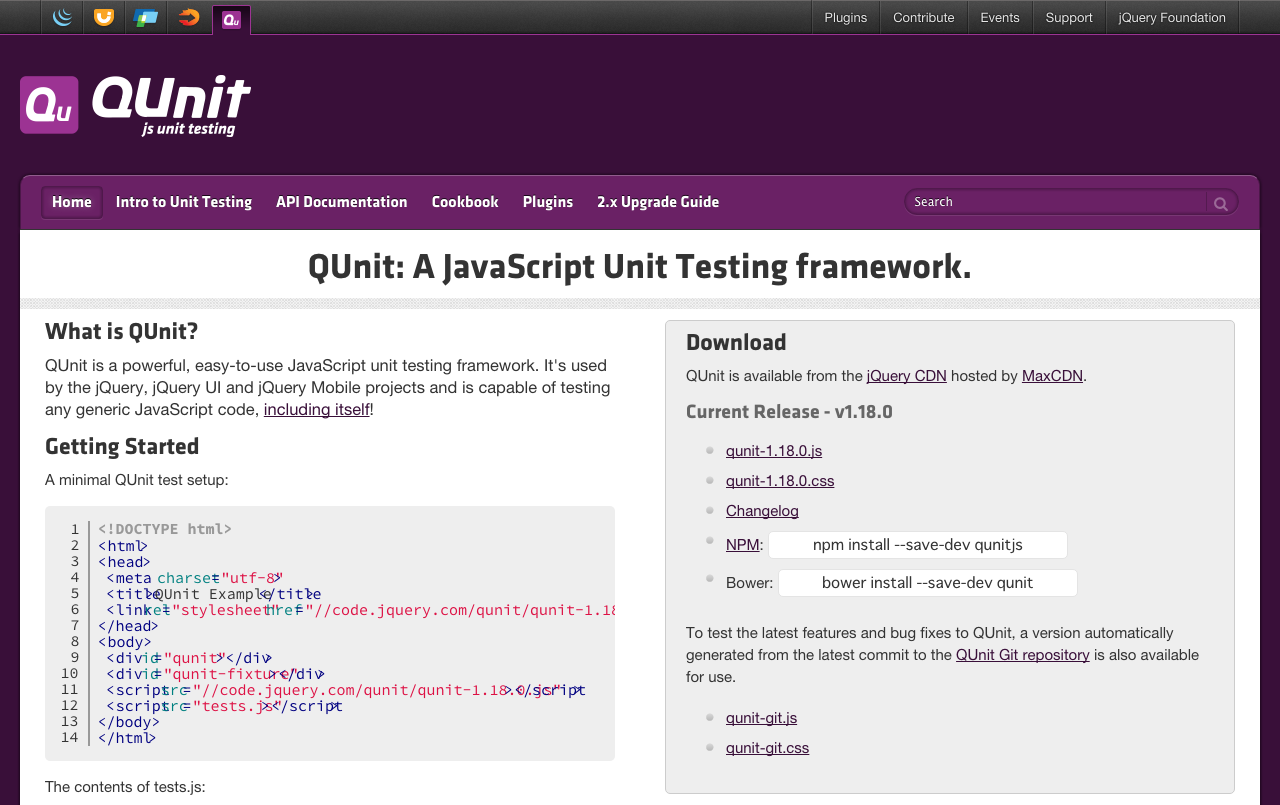 Plugins Contribute Events Support jQuery Foundation
Qu
Qu QUnit
js unit testing
Home Intro to Unit Testing API Documentation Cookbook Plugins 2.x Upgrade Guide Search
QUnit: A JavaScript Unit Testing framework.
What is QUnit?
QUnit is a powerful, easy-to-use JavaScript unit testing framework. It's used
by the jQuery, jQuery UI and jQuery Mobile projects and is capable of testing
any generic JavaScript code, including itself!
Getting Started
A minimal QUnit test setup:
1 <!DOCTYPE html>
2 <html>
3 <head>
4 <meta charset="utf-8">
5 <title>QUnit Example</title>
6 <link rel="stylesheet" href="//code.jquery.com/qunit/qunit-1.18
7 </head>
8 <body>
9 <div id="qunit"></div>
10 <div id="qunit-fixture"></div>
11 <script src="//code.jquery.com/qunit/qunit-1.18.0.js"></script>
12 <script src="tests.js"></script>
13 </body>
14 </html>
The contents of tests.js:
Download
QUnit is available from the jQuery CDN hosted by MaxCDN.
Current Release - v1.18.0
qunit-1.18.0.js
qunit-1.18.0.css
Changelog
NPM: npm install --save-dev qunitjs
Bower: bower install --save-dev qunit
To test the latest features and bug fixes to QUnit, a version automatically
generated from the latest commit to the QUnit Git repository is also available
for use.
qunit-git.js
qunit-git.css